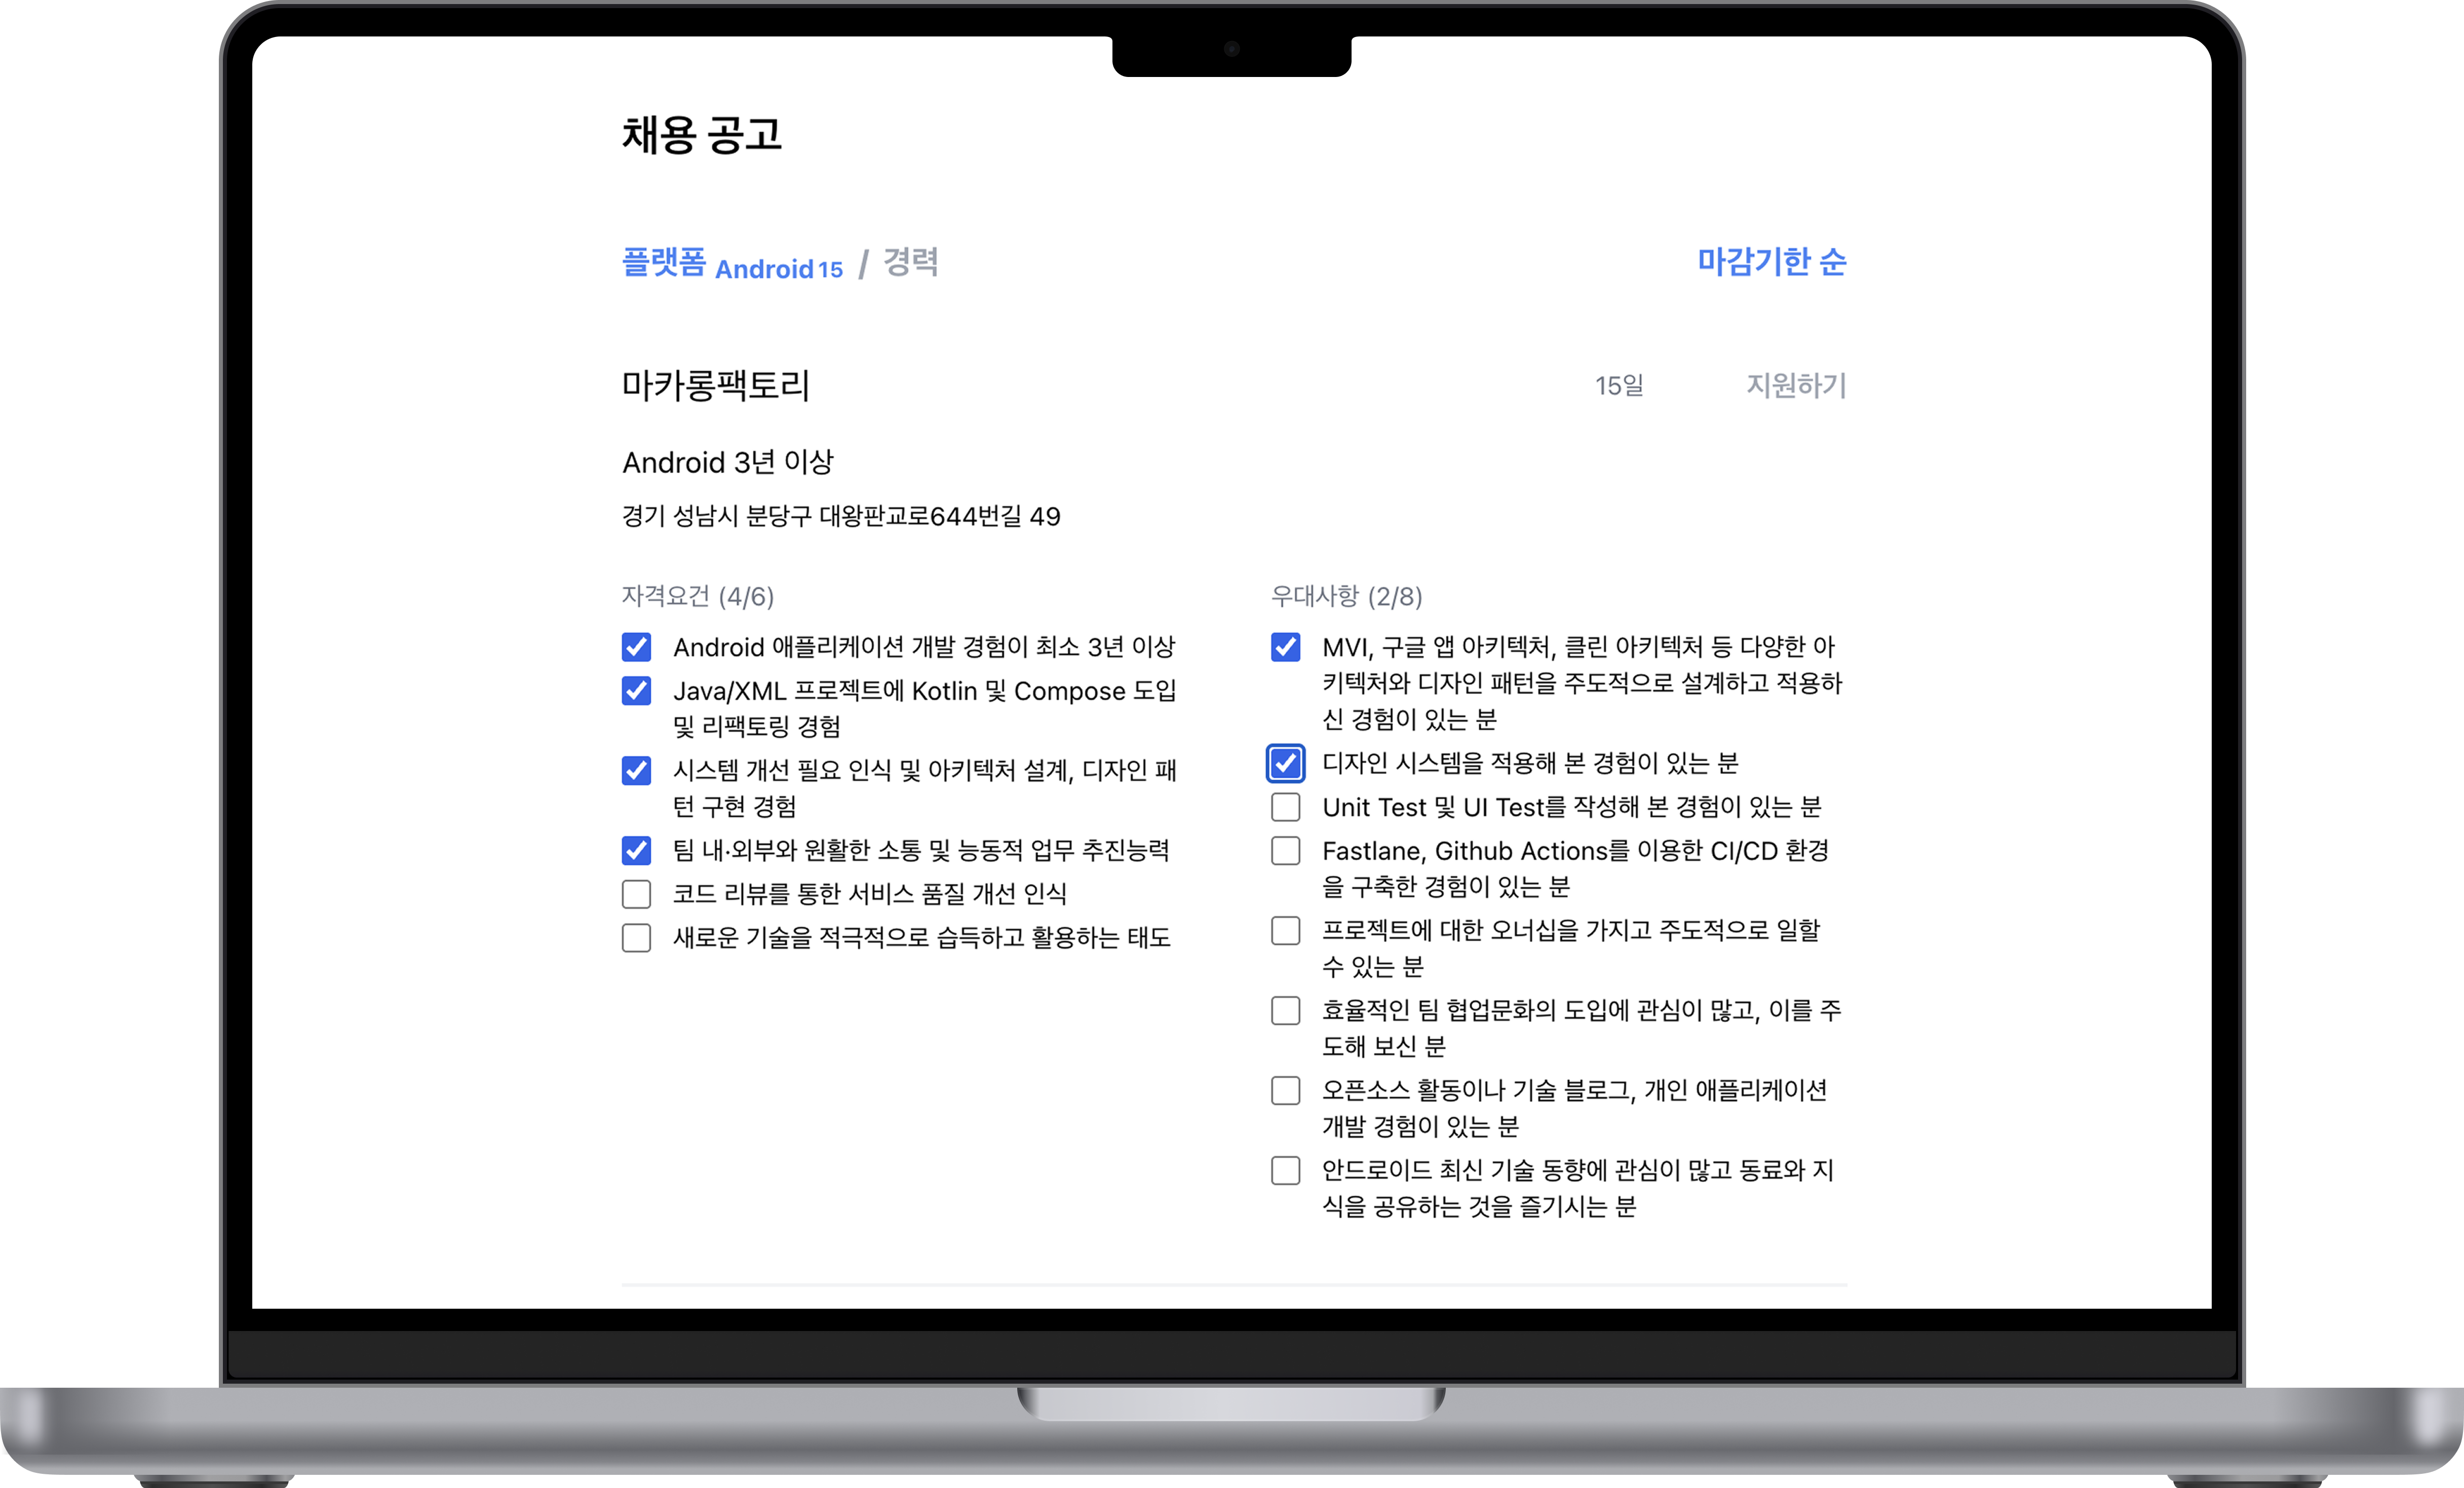 채용 공고
플랫폼 Android 15 / 경력
마감기한 순
마카롱팩토리
15일
지원하기
Android 3년 이상
경기 성남시 분당구 대왕판교로644번길 49
자격요건 (4/6)
Android 애플리케이션 개발 경험이 최소 3년 이상
Java/XML 프로젝트에 Kotlin 및 Compose 도입
및 리팩토링 경험
시스템 개선 필요 인식 및 아키텍처 설계, 디자인 패
턴 구현 경험
팀 내·외부와 원활한 소통 및 능동적 업무 추진능력
코드 리뷰를 통한 서비스 품질 개선 인식
새로운 기술을 적극적으로 습득하고 활용하는 태도
우대사항 (2/8)
MVI, 구글 앱 아키텍처, 클린 아키텍처 등 다양한 아
키텍처와 디자인 패턴을 주도적으로 설계하고 적용하
신 경험이 있는 분
디자인 시스템을 적용해 본 경험이 있는 분
Unit Test 및 UI Test를 작성해 본 경험이 있는 분
Fastlane, Github Actions를 이용한 CI/CD 환경
을 구축한 경험이 있는 분
프로젝트에 대한 오너십을 가지고 주도적으로 일할
수 있는 분
효율적인 팀 협업문화의 도입에 관심이 많고, 이를 주
도해 보신 분
오픈소스 활동이나 기술 블로그, 개인 애플리케이션
개발 경험이 있는 분
안드로이드 최신 기술 동향에 관심이 많고 동료와 지
식을 공유하는 것을 즐기시는 분